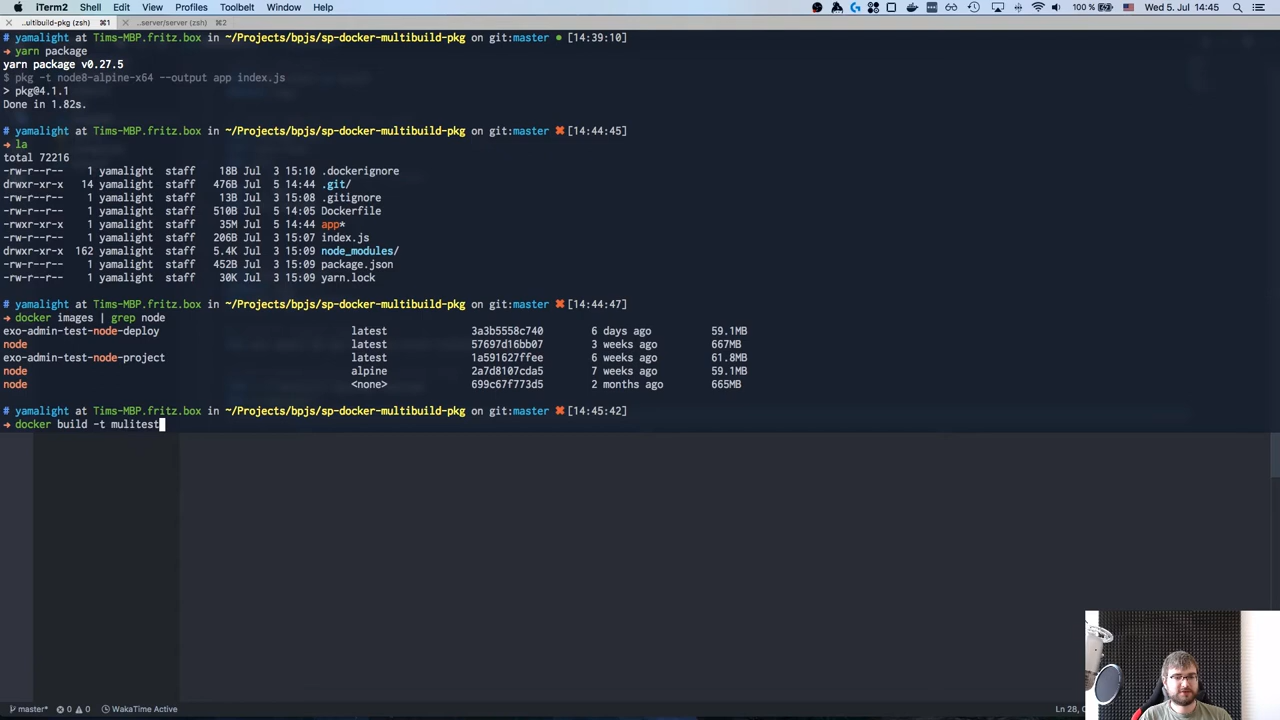 iTerm2 Shell Edit View Profiles Toolbelt Window Help 100 % Wed 5. Jul 14:45
..ultibuild-pkg (zsh) ⌘1 ..server/server (zsh) ⌘2
# yamalight at Tims-MBP.fritz.box in ~/Projects/bpjs/sp-docker-multibuild-pkg on git:master ● [14:39:10]
→ yarn package
yarn package v0.27.5
$ pkg -t node8-alpine-x64 --output app index.js
> pkg@4.1.1
Done in 1.82s.
# yamalight at Tims-MBP.fritz.box in ~/Projects/bpjs/sp-docker-multibuild-pkg on git:master ✖ [14:44:45]
→ la
total 72216
-rw-r--r-- 1 yamalight staff 18B Jul 3 15:10 .dockerignore
drwxr-xr-x 14 yamalight staff 476B Jul 5 14:44 .git/
-rw-r--r-- 1 yamalight staff 13B Jul 3 15:08 .gitignore
-rw-r--r-- 1 yamalight staff 510B Jul 5 14:05 Dockerfile
-rwxr-xr-x 1 yamalight staff 35M Jul 5 14:44 app*
-rw-r--r-- 1 yamalight staff 206B Jul 3 15:07 index.js
drwxr-xr-x 162 yamalight staff 5.4K Jul 3 15:09 node_modules/
-rw-r--r-- 1 yamalight staff 452B Jul 3 15:09 package.json
-rw-r--r-- 1 yamalight staff 30K Jul 3 15:09 yarn.lock
# yamalight at Tims-MBP.fritz.box in ~/Projects/bpjs/sp-docker-multibuild-pkg on git:master ✖ [14:44:47]
→ docker images | grep node
exo-admin-test-node-deploy latest 3a3b5558c740 6 days ago 59.1MB
node latest 57697d16bb07 3 weeks ago 667MB
exo-admin-test-node-project latest 1a591627ffee 6 weeks ago 61.8MB
node alpine 2a7d8107cda5 7 weeks ago 59.1MB
node <none> 699c67f773d5 2 months ago 665MB
# yamalight at Tims-MBP.fritz.box in ~/Projects/bpjs/sp-docker-multibuild-pkg on git:master ✖ [14:45:42]
→ docker build -t mulitest
master* 0 0 WakaTime Active Ln 28,